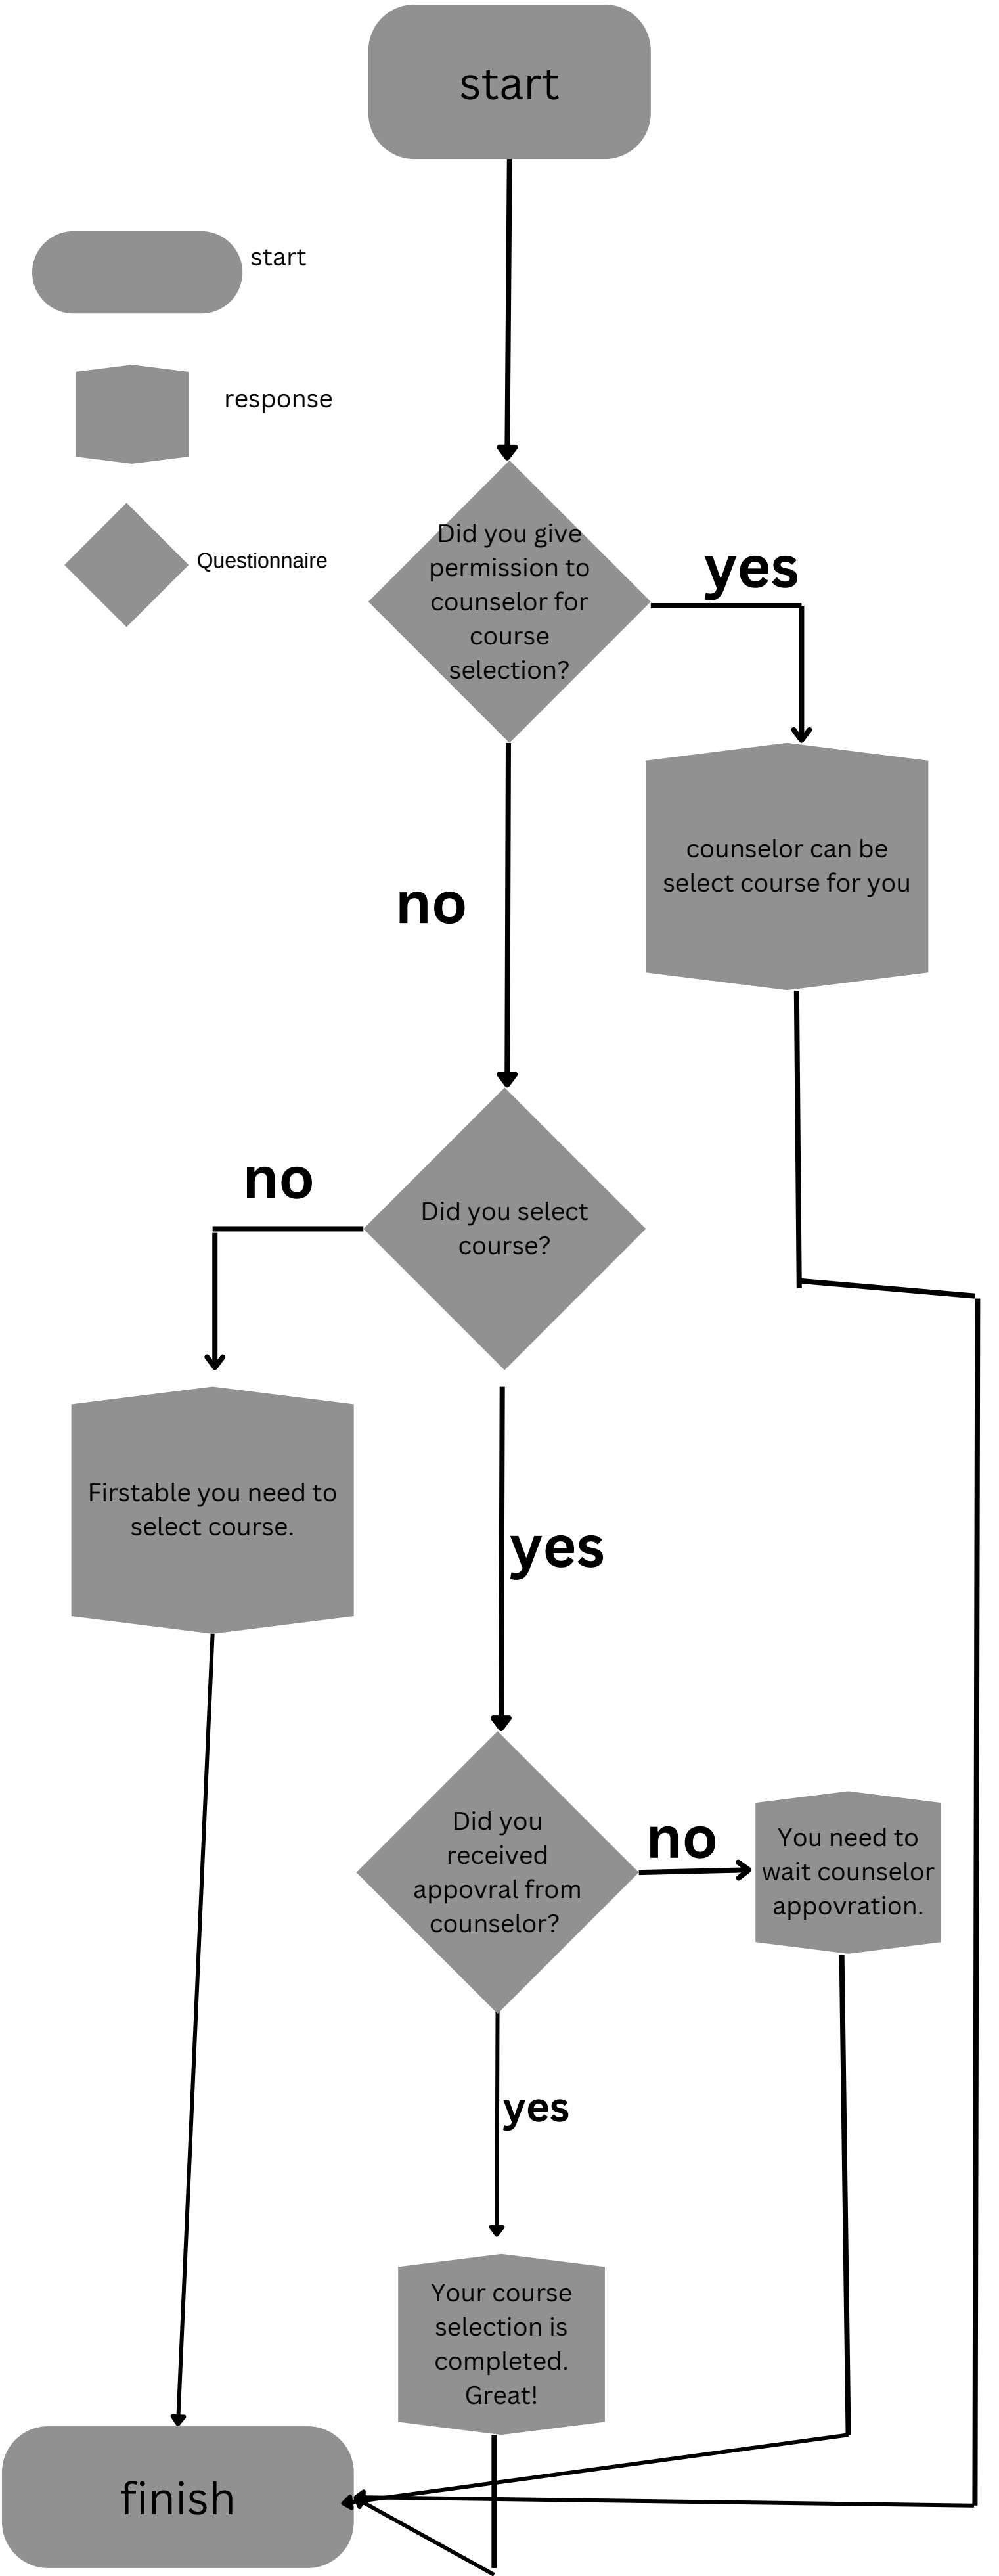 start
start
response
Questionnaire
Did you give
permission to
counselor for
course
selection?
yes
counselor can be
select course for you
no
no
Did you select
course?
Firstable you need to
select course.
yes
Did you
received
appovral from
counselor?
no
You need to
wait counselor
appovration.
yes
Your course
selection is
completed.
Great!
finish